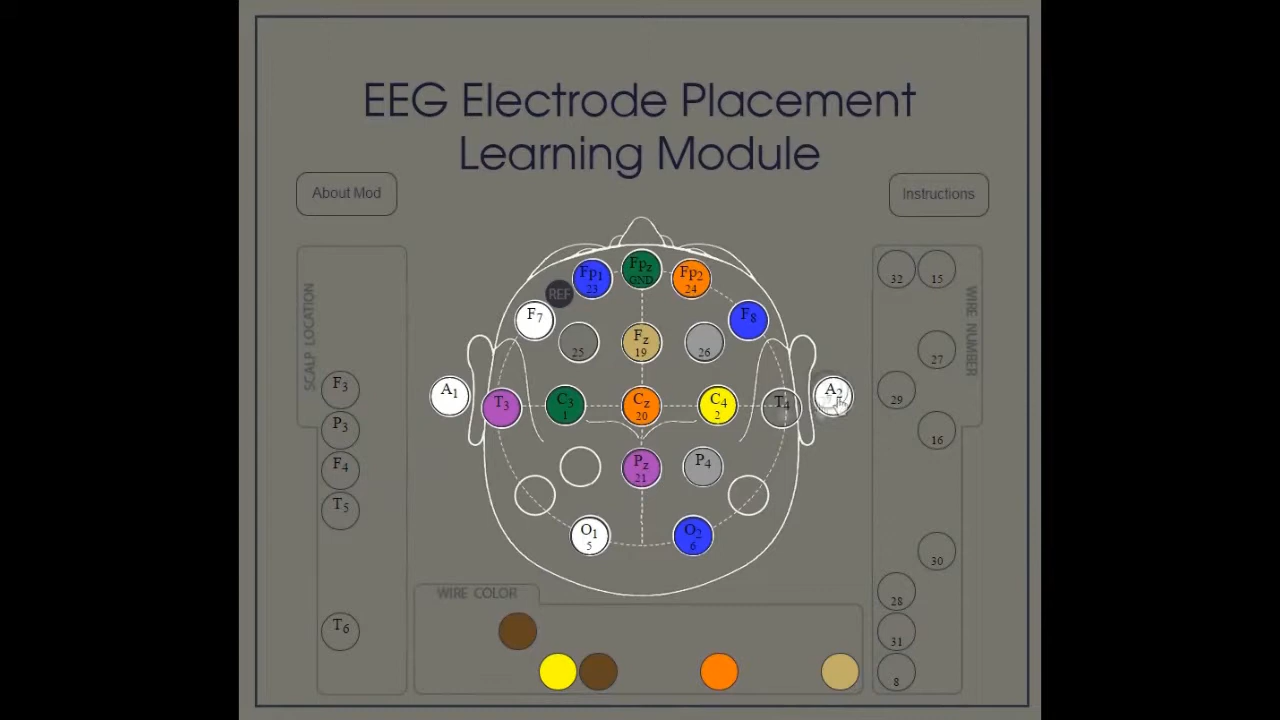 EEG Electrode Placement
Learning Module
About Mod
Instructions
SCALP LOCATION
F3
P3
F4
T5
T6
Fp1
23
Fpz
GND
Fp2
24
REF
F7
F8
25
Fz
19
26
A1
T3
C3
1
Cz
20
C4
2
T4
A2
Pz
21
P4
O1
5
O2
6
WIRE NUMBER
32
15
27
29
16
30
28
31
8
WIRE COLOR